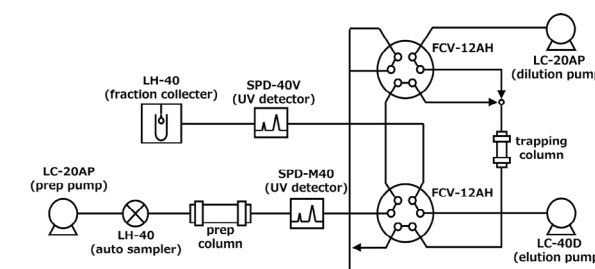 FCV-12AH
LC-20AP
(dilution pump
LH-40
(fraction collecter)
SPD-40V
(UV detector)
trapping
column
LC-20AP
(prep pump)
SPD-M40
(UV detector)
FCV-12AH
LH-40
(auto sampler)
prep
column
LC-40D
(elution pump